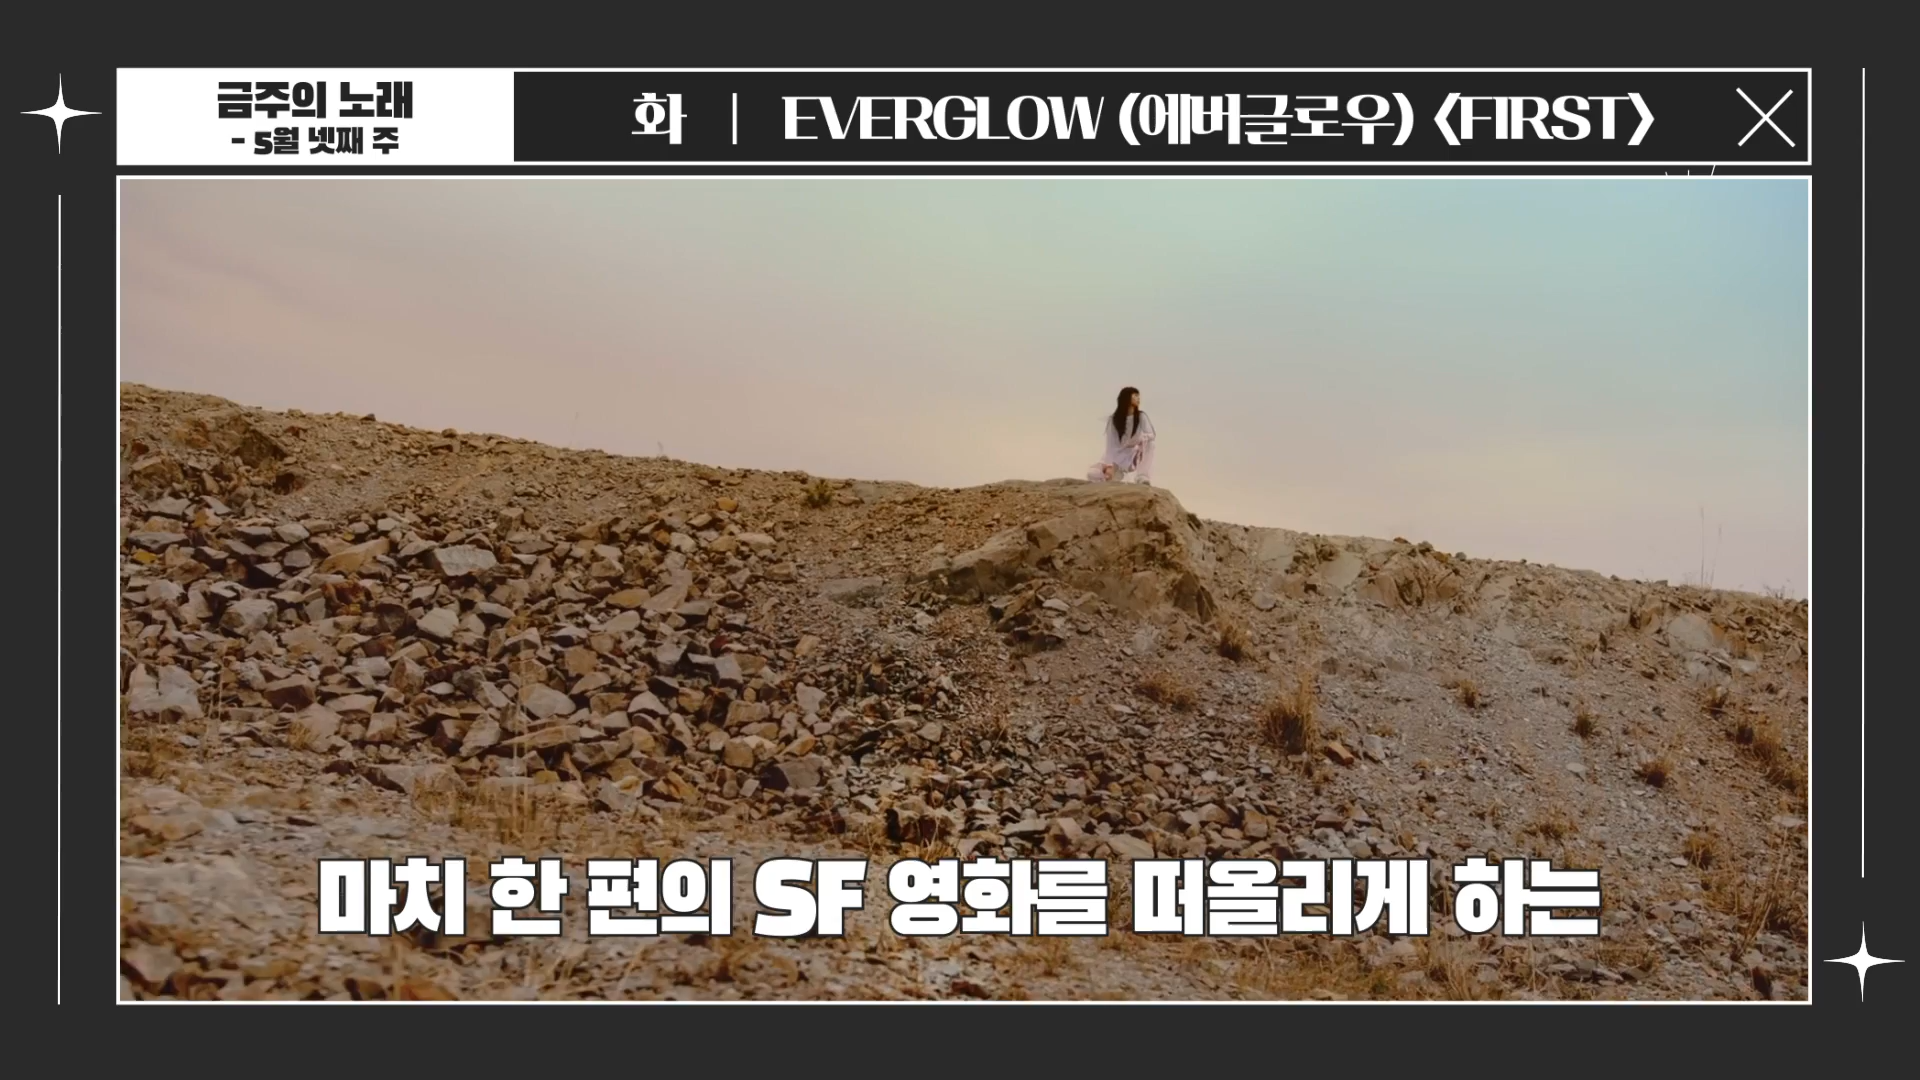 금주의 노래
- 5월 넷째 주
화 | EVERGLOW (에버글로우) 《FIRST》
마치 한 편의 SF 영화를 떠올리게 하는